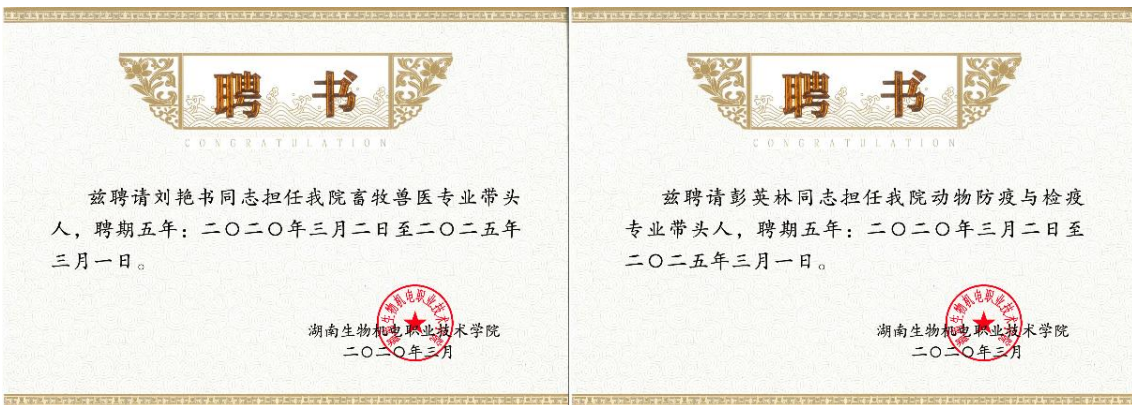 聘书
CONGRATULATION
兹聘请刘艳书同志担任我院畜牧兽医专业带头
人，聘期五年：二〇二〇年三月二日至二〇二五年
三月一日。
湖南生物机电职业技术学院
二〇二〇年三月
聘书
CONGRATULATION
兹聘请彭英林同志担任我院动物防疫与检疫
专业带头人，聘期五年：二〇二〇年三月二日至
二〇二五年三月一日。
湖南生物机电职业技术学院
二〇二〇年三月